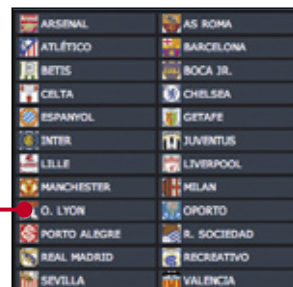 ARSENAL AS ROMA
ATLÉTICO BARCELONA
BETIS BOCA JR.
CELTA CHELSEA
ESPANYOL GETAFE
INTER JUVENTUS
LILLE LIVERPOOL
MANCHESTER MILAN
O. LYON OPORTO
PORTO ALEGRE R. SOCIEDAD
REAL MADRID RECREATIVO
SEVILLA VALENCIA